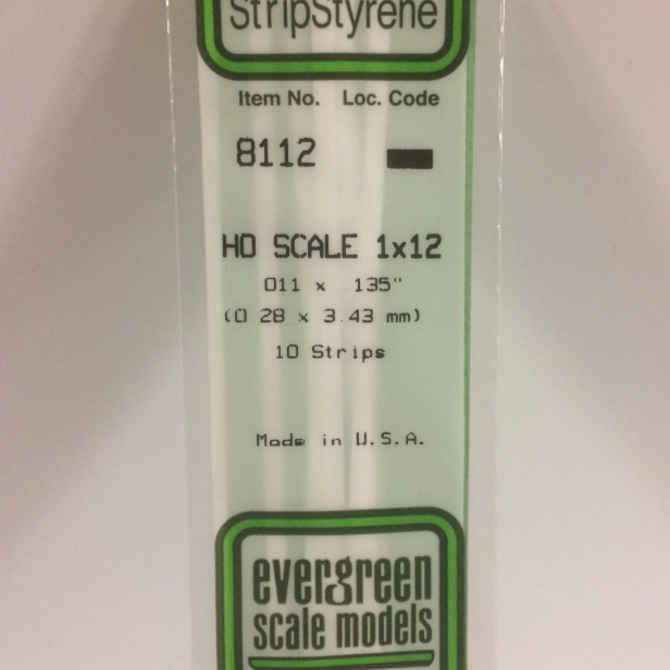 StripStyrene
Item No. Loc. Code
8112
HO SCALE 1x12
011 x .135"
(0 28 x 3.43 mm)
10 Strips
Made in U.S.A.
evergreen
scale models